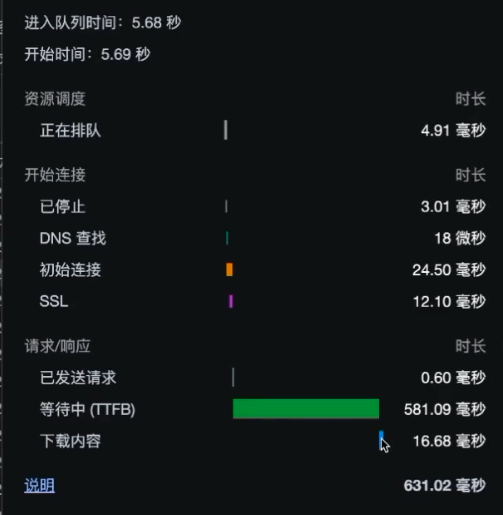 进入队列时间：5.68 秒
开始时间：5.69 秒
资源调度 时长
正在排队 4.91 毫秒
开始连接 时长
已停止 3.01 毫秒
DNS 查找 18 微秒
初始连接 24.50 毫秒
SSL 12.10 毫秒
请求/响应 时长
已发送请求 0.60 毫秒
等待中 (TTFB) 581.09 毫秒
下载内容 16.68 毫秒
说明 631.02 毫秒